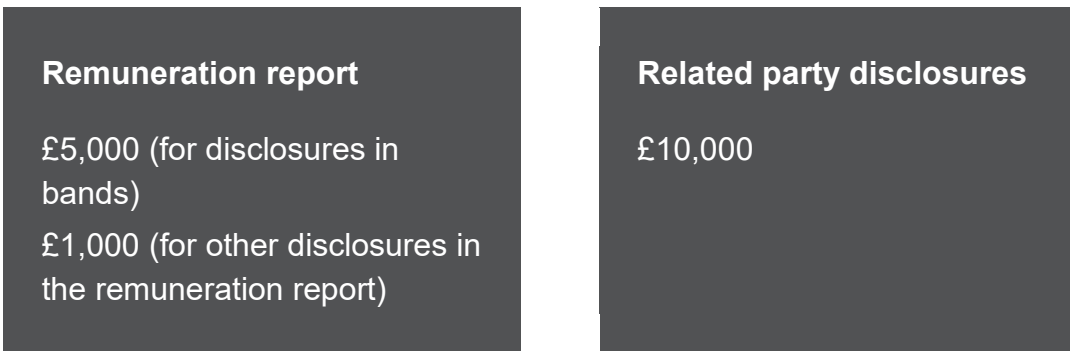 Remuneration report
£5,000 (for disclosures in
bands)
£1,000 (for other disclosures in
the remuneration report)
Related party disclosures
£10,000